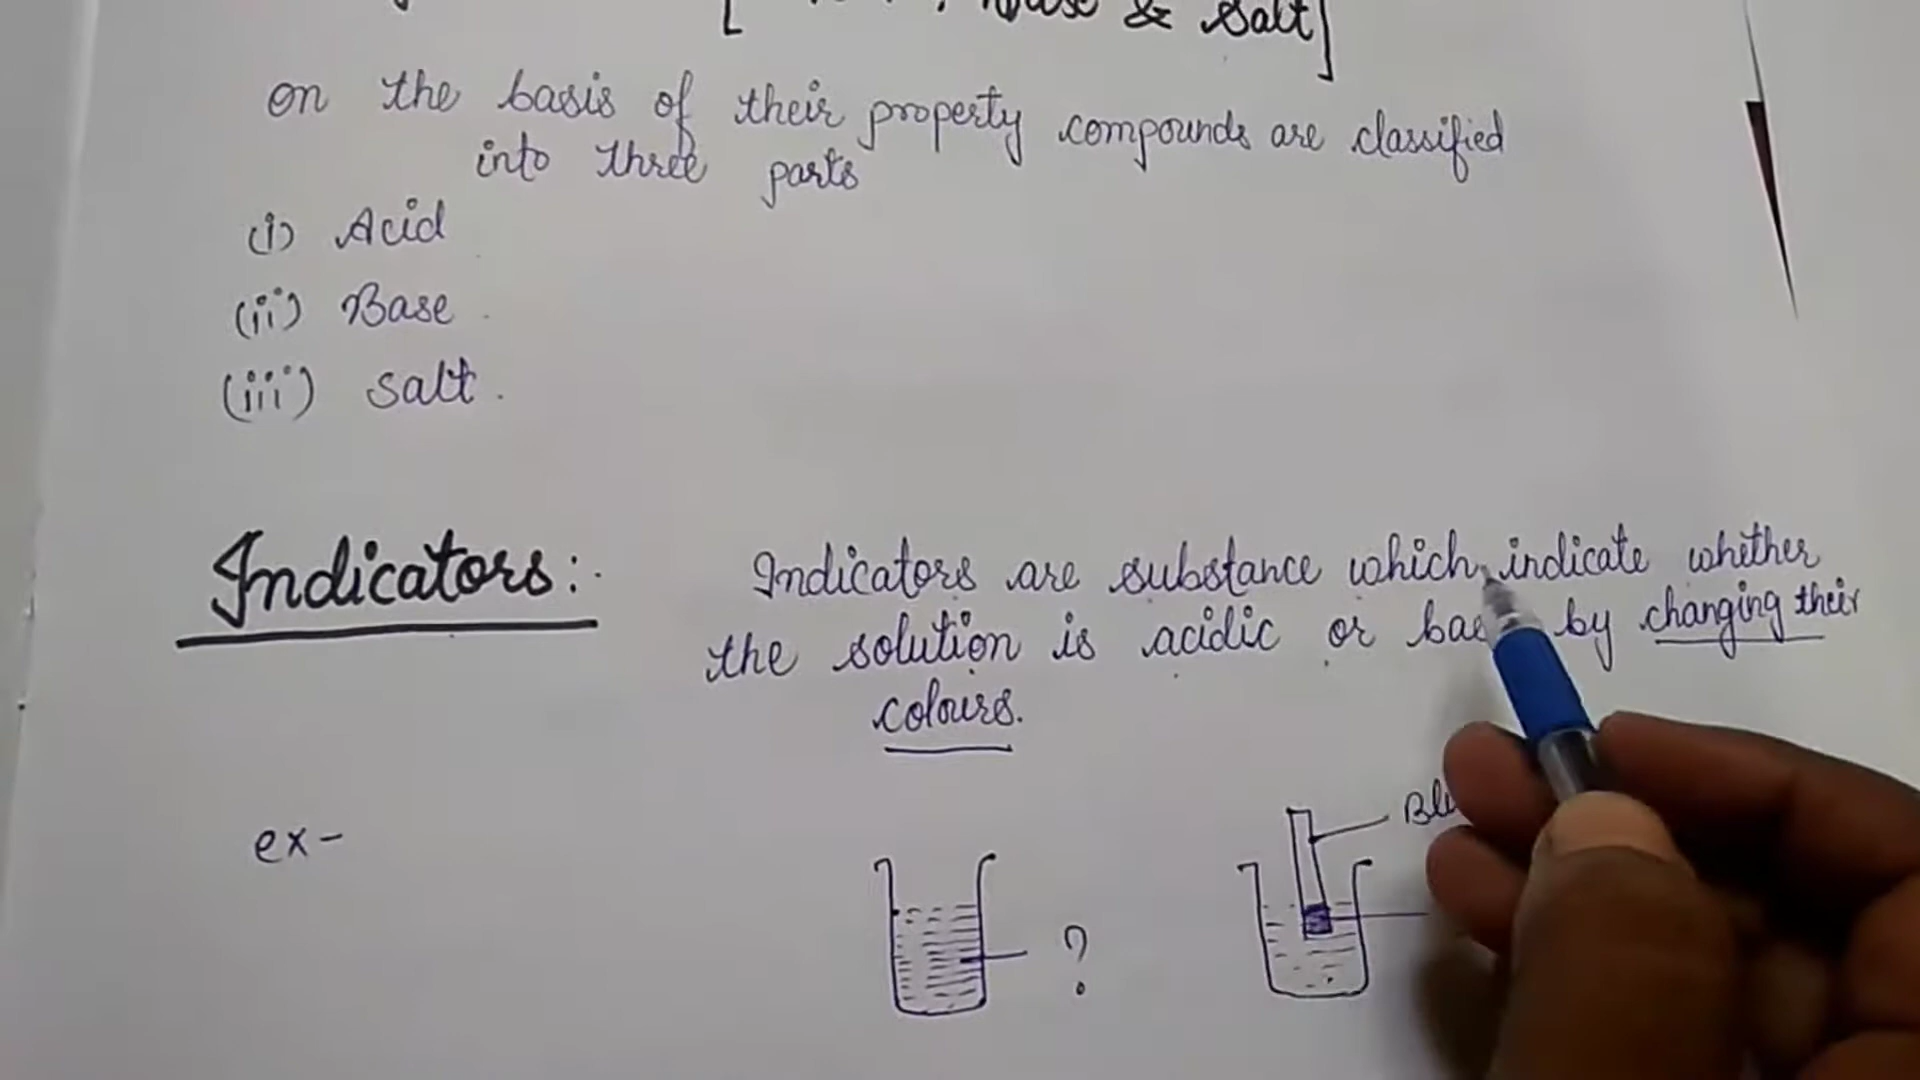 & Salt]
on the basis of their property compounds are classified
into three parts
(i) Acid
(ii) Base
(iii) Salt.
Indicators:
Indicators are substance which indicate whether
the solution is acidic or by changing their
colours.
ex-
?